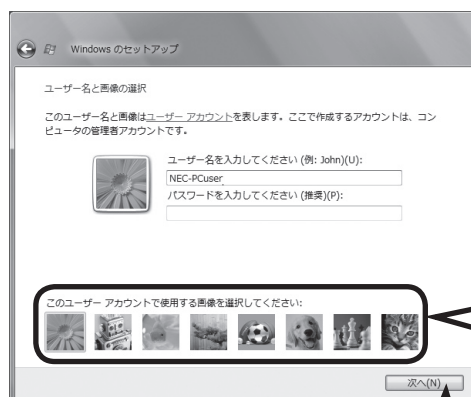 Windows のセットアップ
ユーザー名と画像の選択
このユーザー名と画像はユーザー アカウントを表します。ここで作成するアカウントは、コン
ピュータの管理者アカウントです。
ユーザー名を入力してください (例: John)(U):
NEC-PCuser
パスワードを入力してください (推奨)(P):
このユーザー アカウントで使用する画像を選択してください:
次へ(N)